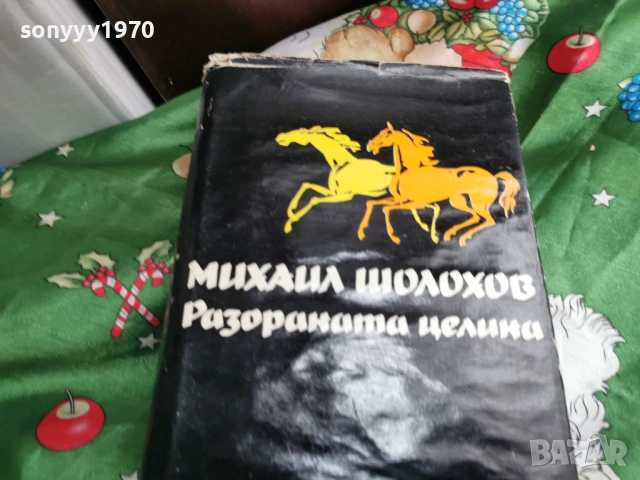 sonyyy1970
МИХАИЛ ШОЛОХОВ
Разораната целина
BAZAR